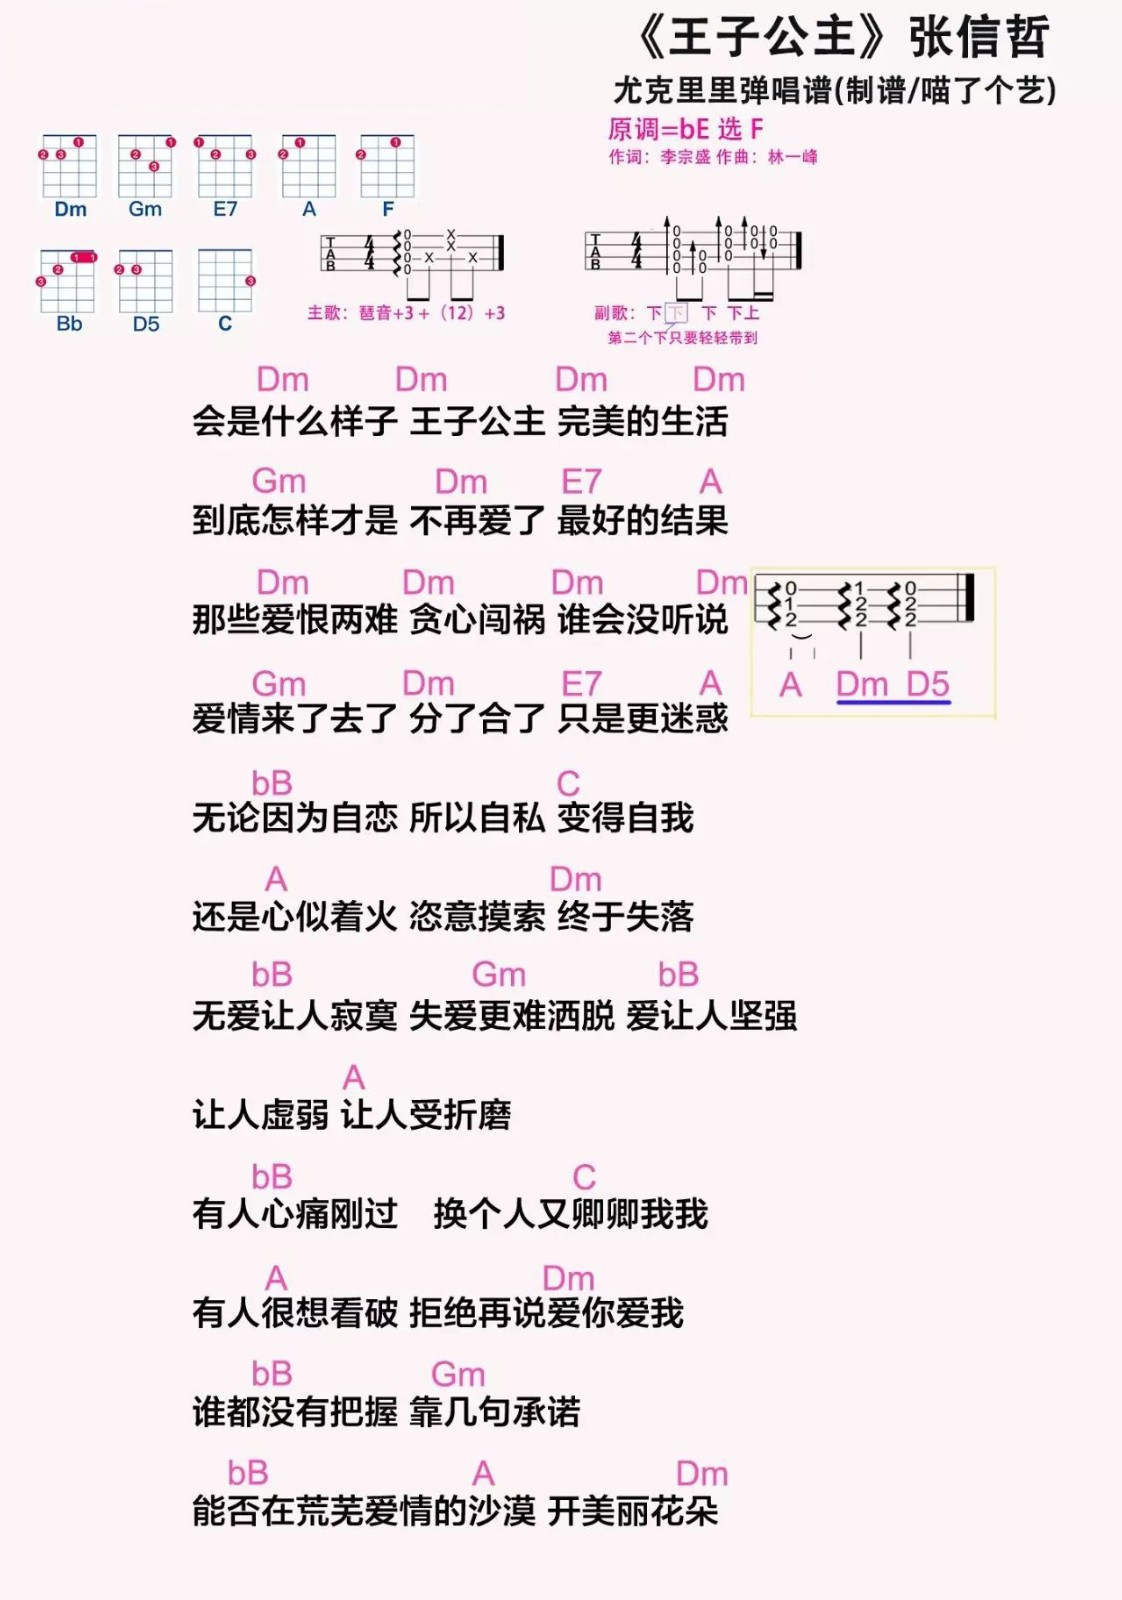 《王子公主》张信哲
尤克里里弹唱谱(制谱/喵了个艺)
原调=bE 选 F
作词：李宗盛 作曲：林一峰
Dm Gm E7 A F
Bb D5 C
主歌：琶音+3 +（12）+3
副歌：下 下 下 下上
第二个下只要轻轻带到
Dm Dm Dm Dm
会是什么样子 王子公主 完美的生活
Gm Dm E7 A
到底怎样才是 不再爱了 最好的结果
Dm Dm Dm Dm
那些爱恨两难 贪心闯祸 谁会没听说
A Dm D5
Gm Dm E7 A
爱情来了去了 分了合了 只是更迷惑
bB C
无论因为自恋 所以自私 变得自我
A Dm
还是心似着火 恣意摸索 终于失落
bB Gm bB
无爱让人寂寞 失爱更难洒脱 爱让人坚强
A
让人虚弱 让人受折磨
bB C
有人心痛刚过 换个人又卿卿我我
A Dm
有人很想看破 拒绝再说爱你爱我
bB Gm
谁都没有把握 靠几句承诺
bB A Dm
能否在荒芜爱情的沙漠 开美丽花朵